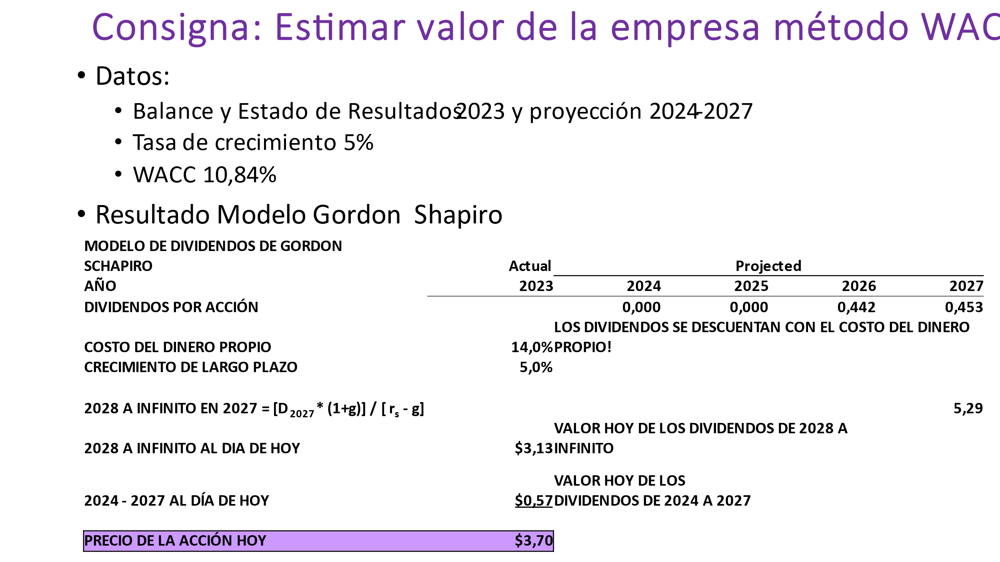 Consigna: Estimar valor de la empresa método WAC
• Datos:
• Balance y Estado de Resultados 2023 y proyección 2024-2027
• Tasa de crecimiento 5%
• WACC 10,84%
• Resultado Modelo Gordon Shapiro
MODELO DE DIVIDENDOS DE GORDON
SCHAPIRO Actual Projected
AÑO 2023 2024 2025 2026 2027
DIVIDENDOS POR ACCIÓN 0,000 0,000 0,442 0,453
LOS DIVIDENDOS SE DESCUENTAN CON EL COSTO DEL DINERO
COSTO DEL DINERO PROPIO 14,0% PROPIO!
CRECIMIENTO DE LARGO PLAZO 5,0%
2028 A INFINITO EN 2027 = [D2027 * (1+g)] / [ rs - g] 5,29
VALOR HOY DE LOS DIVIDENDOS DE 2028 A
2028 A INFINITO AL DIA DE HOY $3,13 INFINITO
VALOR HOY DE LOS
2024 - 2027 AL DÍA DE HOY $0,57 DIVIDENDOS DE 2024 A 2027
PRECIO DE LA ACCIÓN HOY $3,70